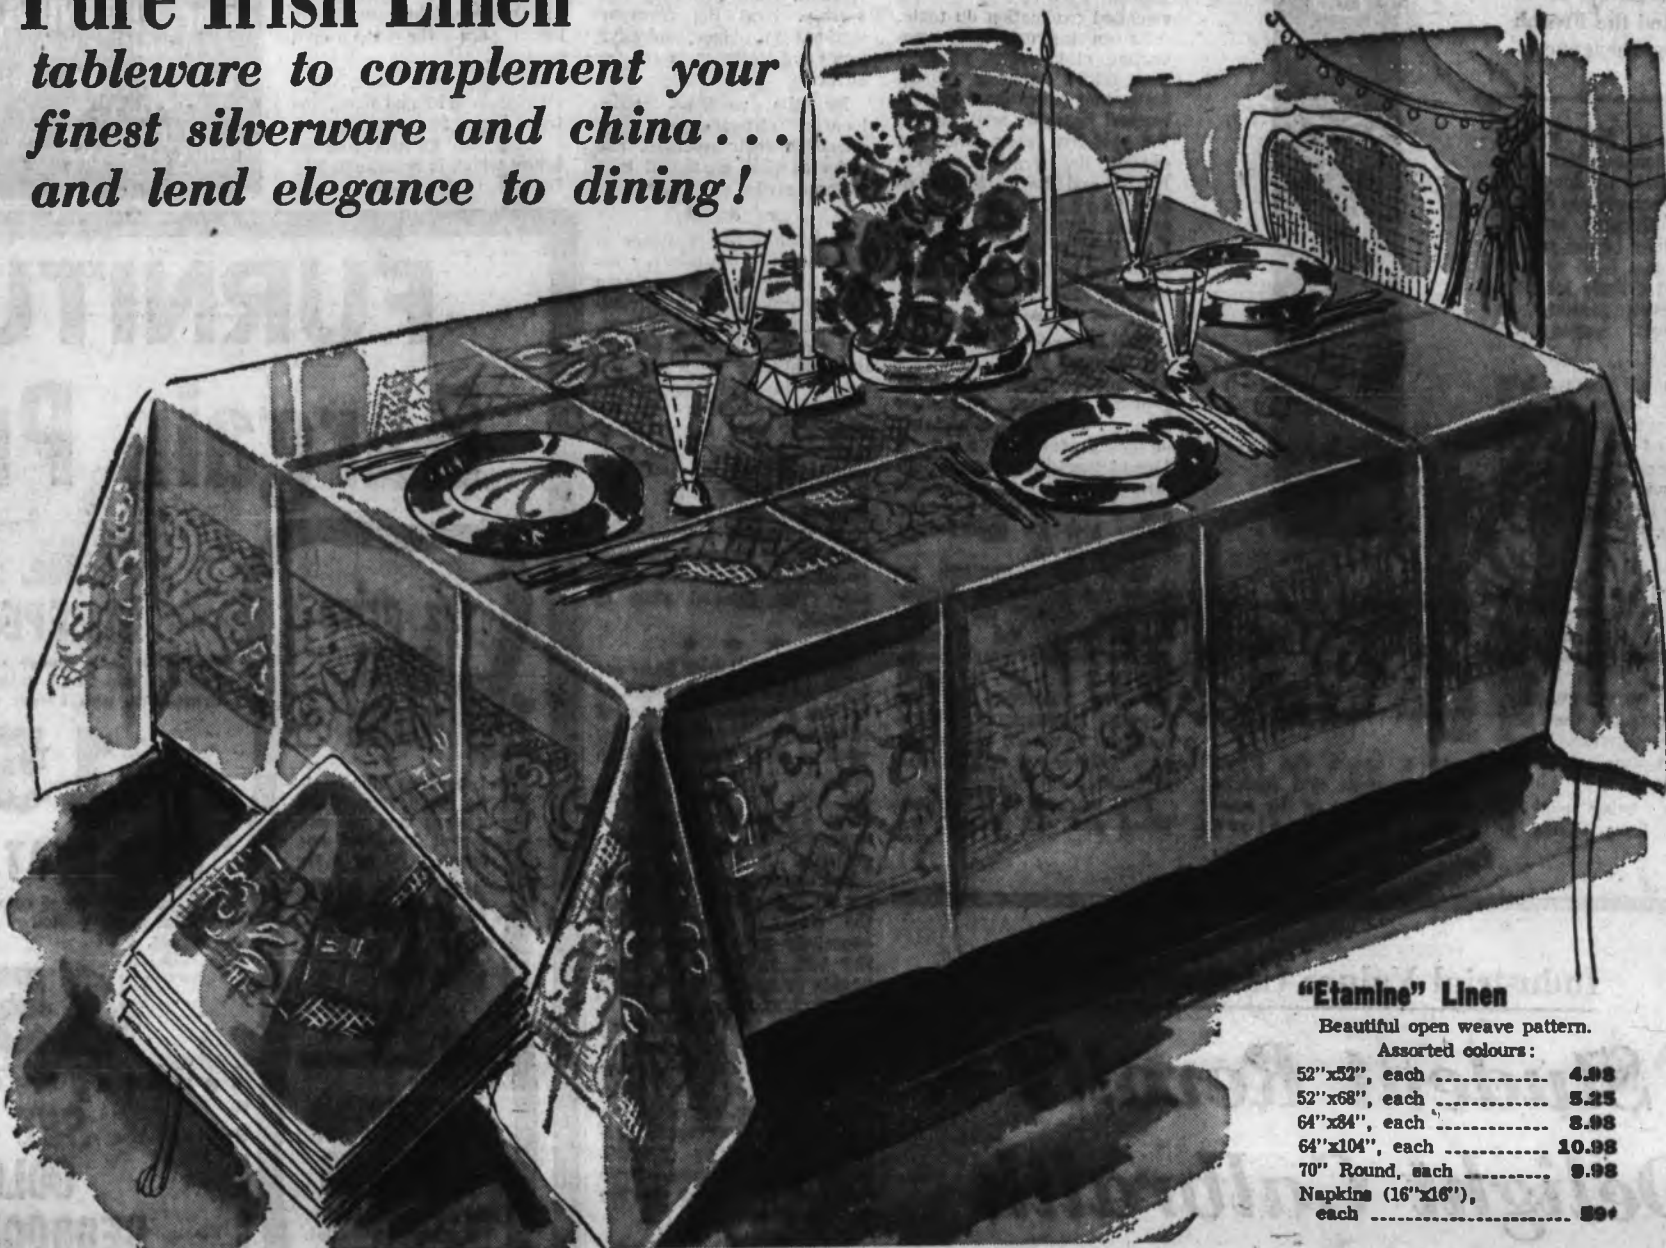 Pure Irish Linen
tableware to complement your
finest silverware and china...
and lend elegance to dining!
"Etamine" Linen
Beautiful open weave pattern.
Assorted colours:
52"x52", each .............. 4.98
52"x68", each .............. 5.25
64"x84", each .............. 8.98
64"x104", each ............ 10.98
70" Round, each .......... 9.98
Napkins (16"x16"),
each ........................ 59¢